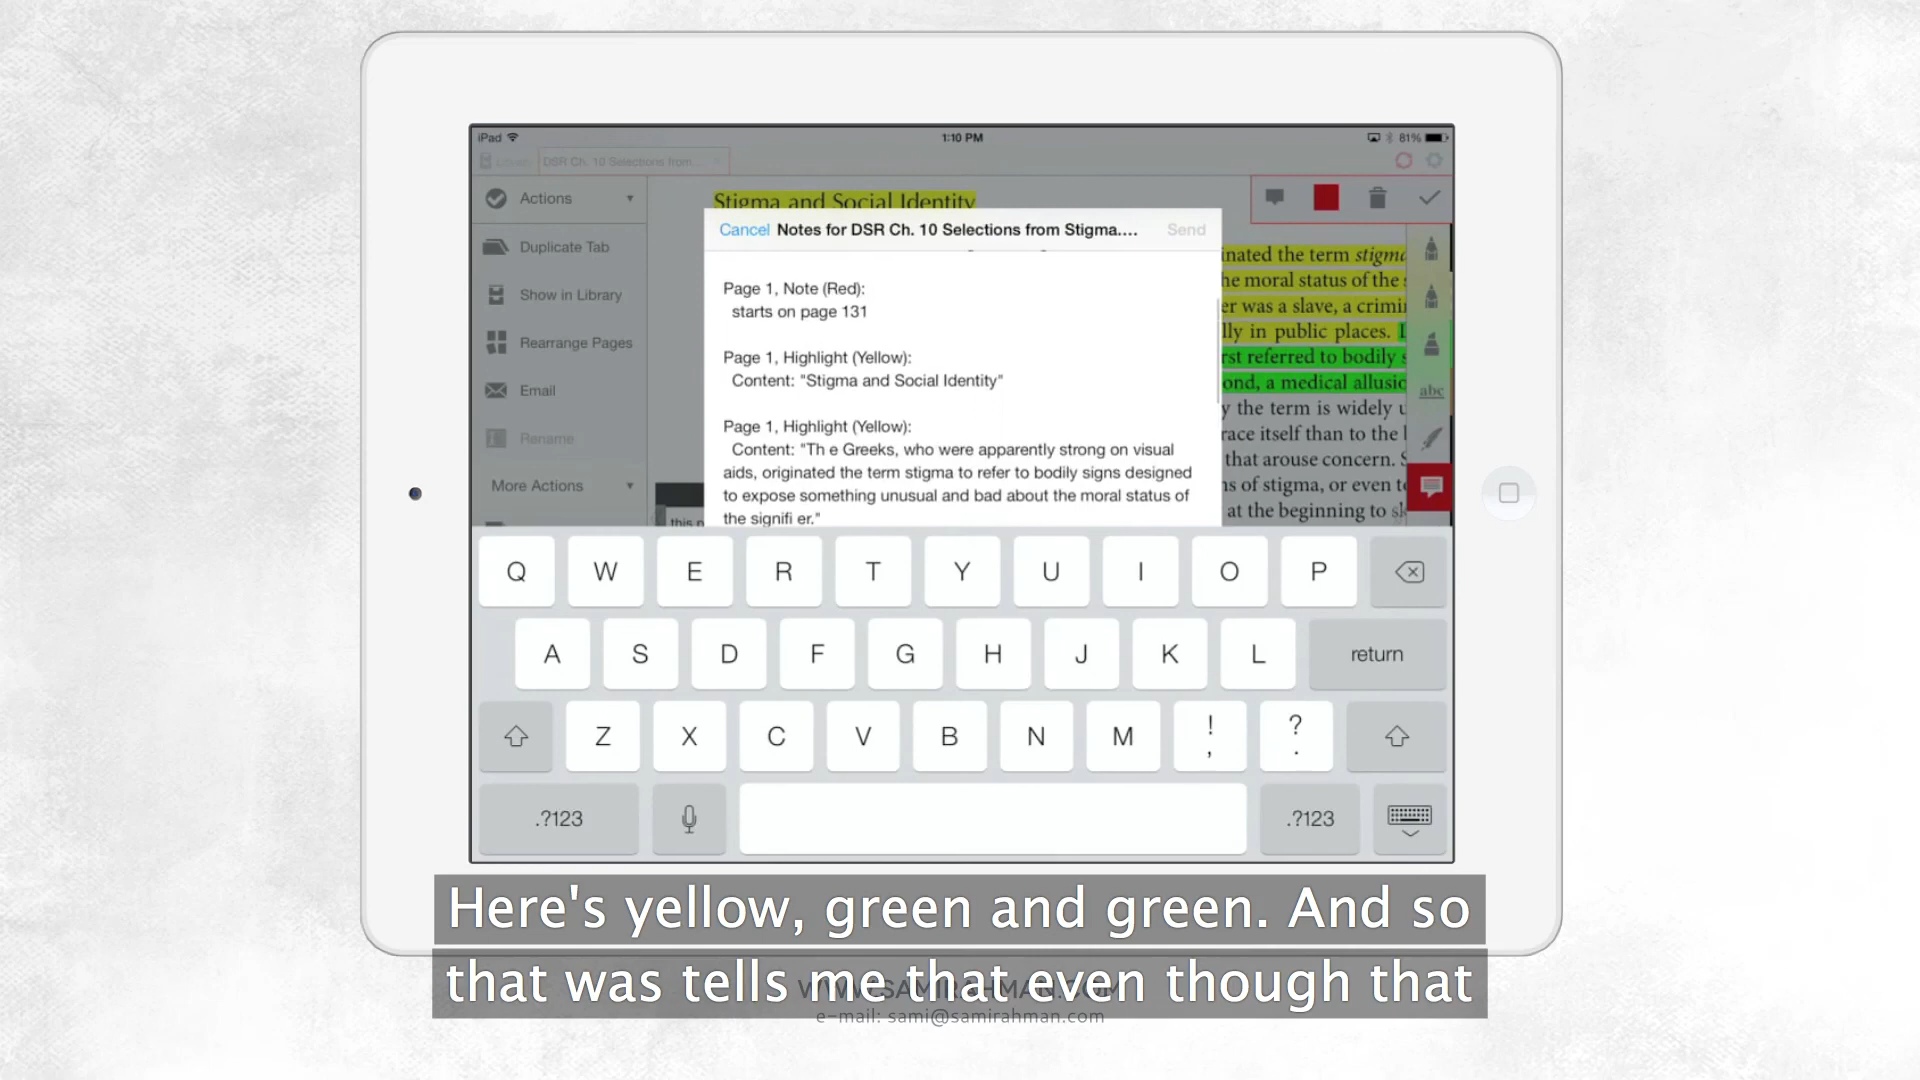 iPad
1:10 PM
81%
DSR Ch. 10 Selections from...
Actions
Duplicate Tab
Show in Library
Rearrange Pages
Email
Rename
More Actions
Stigma and Social Identity
Cancel
Notes for DSR Ch. 10 Selections from Stigma....
Send
Page 1, Note (Red):
starts on page 131
Page 1, Highlight (Yellow):
Content: "Stigma and Social Identity"
Page 1, Highlight (Yellow):
Content: "Th e Greeks, who were apparently strong on visual
aids, originated the term stigma to refer to bodily signs designed
to expose something unusual and bad about the moral status of
the signifi er."
inated the term stigma
he moral status of the
er was a slave, a crimi
lly in public places.
rst referred to bodily s
ond, a medical allusio
y the term is widely u
race itself than to the
that arouse concern. S
ns of stigma, or even to
at the beginning to sk
abc
this p
Q W E R T Y U I O P
A S D F G H J K L return
Z X C V B N M ! , ? .
.?123 .?123
Here's yellow, green and green. And so
that was tells me that even though that
WWW.SAMIRAHMAN.COM
e-mail: sami@samirahman.com